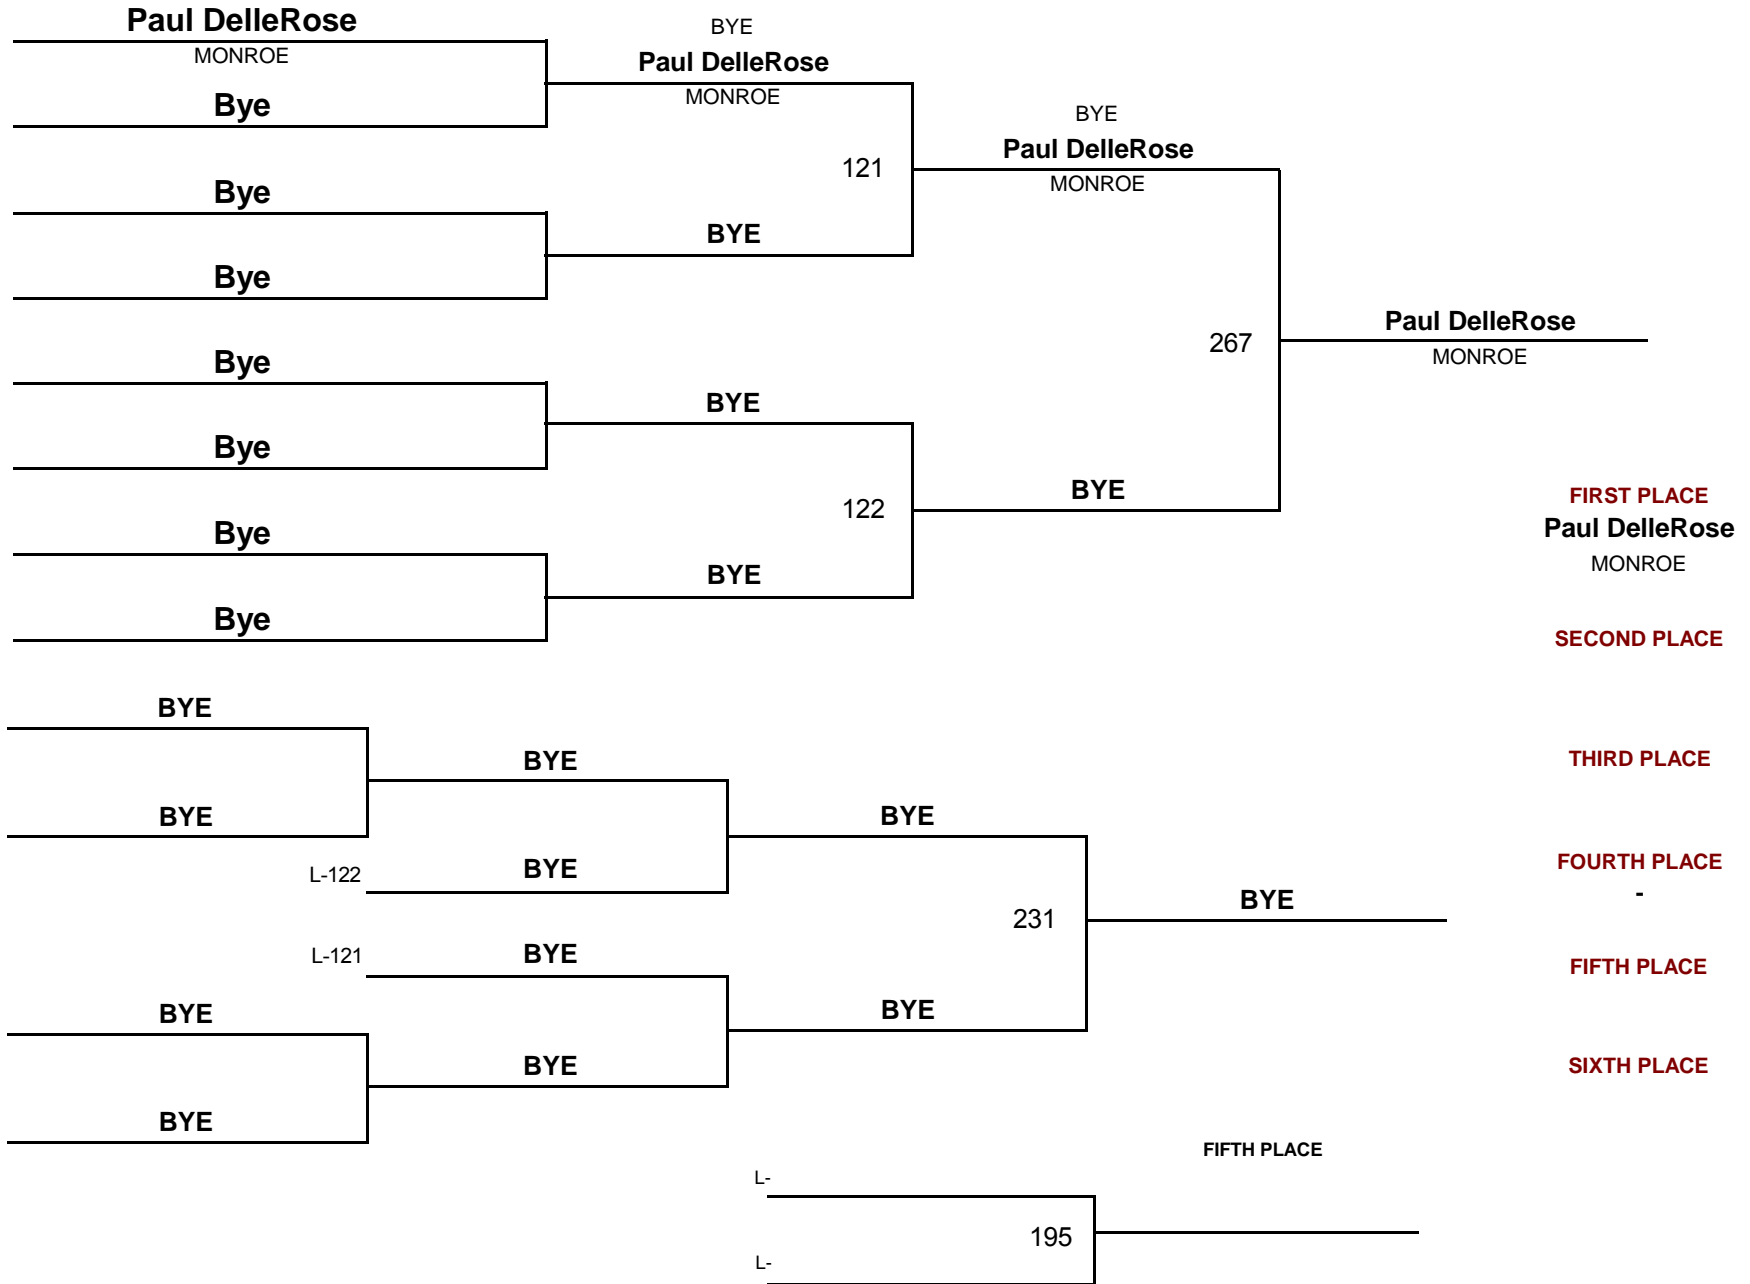 Paul DelleRose
MONROE
Bye
Bye
Bye
Bye
Bye
Bye
Bye
BYE
Paul DelleRose
MONROE
121
BYE
BYE
122
BYE
BYE
Paul DelleRose
MONROE
267
BYE
Paul DelleRose
MONROE
FIRST PLACE
Paul DelleRose
MONROE
SECOND PLACE
THIRD PLACE
FOURTH PLACE
-
FIFTH PLACE
SIXTH PLACE
BYE
BYE
BYE
BYE
BYE
L-122
BYE
L-121
BYE
BYE
BYE
231
BYE
BYE
FIFTH PLACE
L-
195
L-